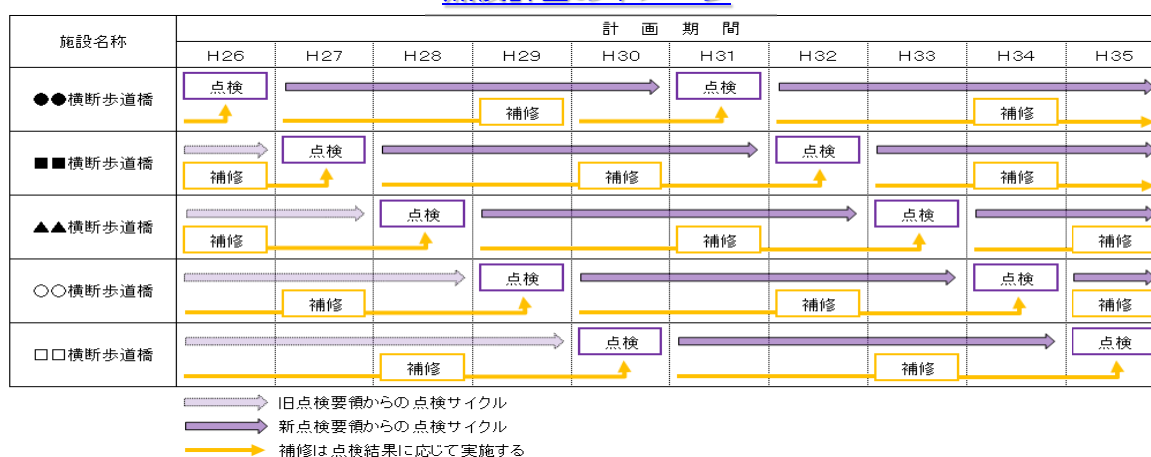 施設名称
計画期間
H26 H27 H28 H29 H30 H31 H32 H33 H34 H35
●●横断歩道橋 点検 点検
補修 補修
■■横断歩道橋 点検 点検
補修 補修 補修
▲▲横断歩道橋 点検 点検
補修 補修 補修
○○横断歩道橋 点検 点検
補修 補修 補修
□□横断歩道橋 点検 点検
補修 補修
旧点検要領からの点検サイクル
新点検要領からの点検サイクル
補修は点検結果に応じて実施する